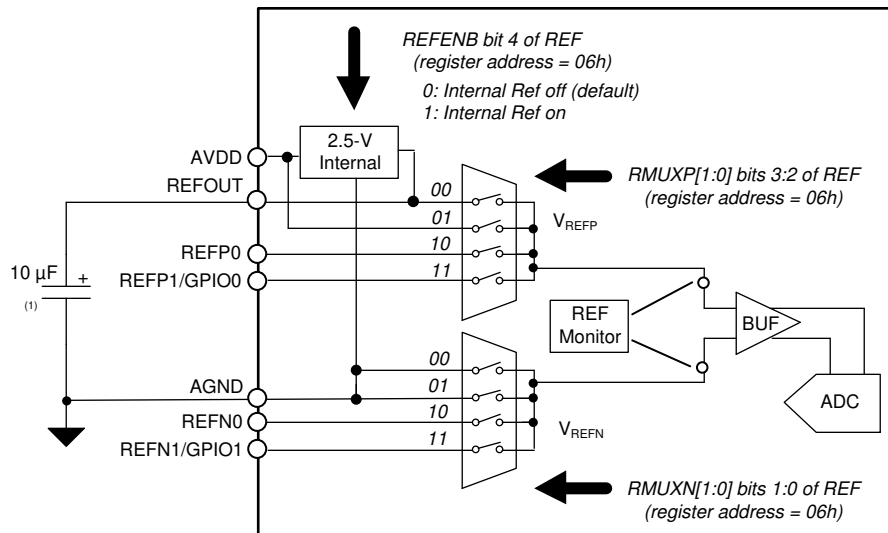 REFENB bit 4 of REF
(register address = 06h)
0: Internal Ref off (default)
1: Internal Ref on
2.5-V
Internal
AVDD
REFOUT
REFP0
REFP1/GPIO0
10 µF
+
(1)
00
01
10
11
RMUXP[1:0] bits 3:2 of REF
(register address = 06h)
VREFP
REF
Monitor
BUF
ADC
AGND
REFN0
REFN1/GPIO1
00
01
10
11
VREFN
RMUXN[1:0] bits 1:0 of REF
(register address = 06h)